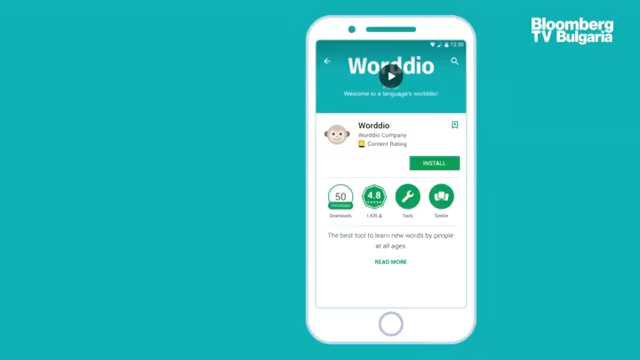 Bloomberg
TV Bulgaria
12:30
Worddio
Welcome to a language's worddio!
Worddio
Worddio Company
Content Rating
INSTALL
50
4.8
Downloads
1,435
Tools
Similar
The best tool to learn new words by people
at all ages.
READ MORE